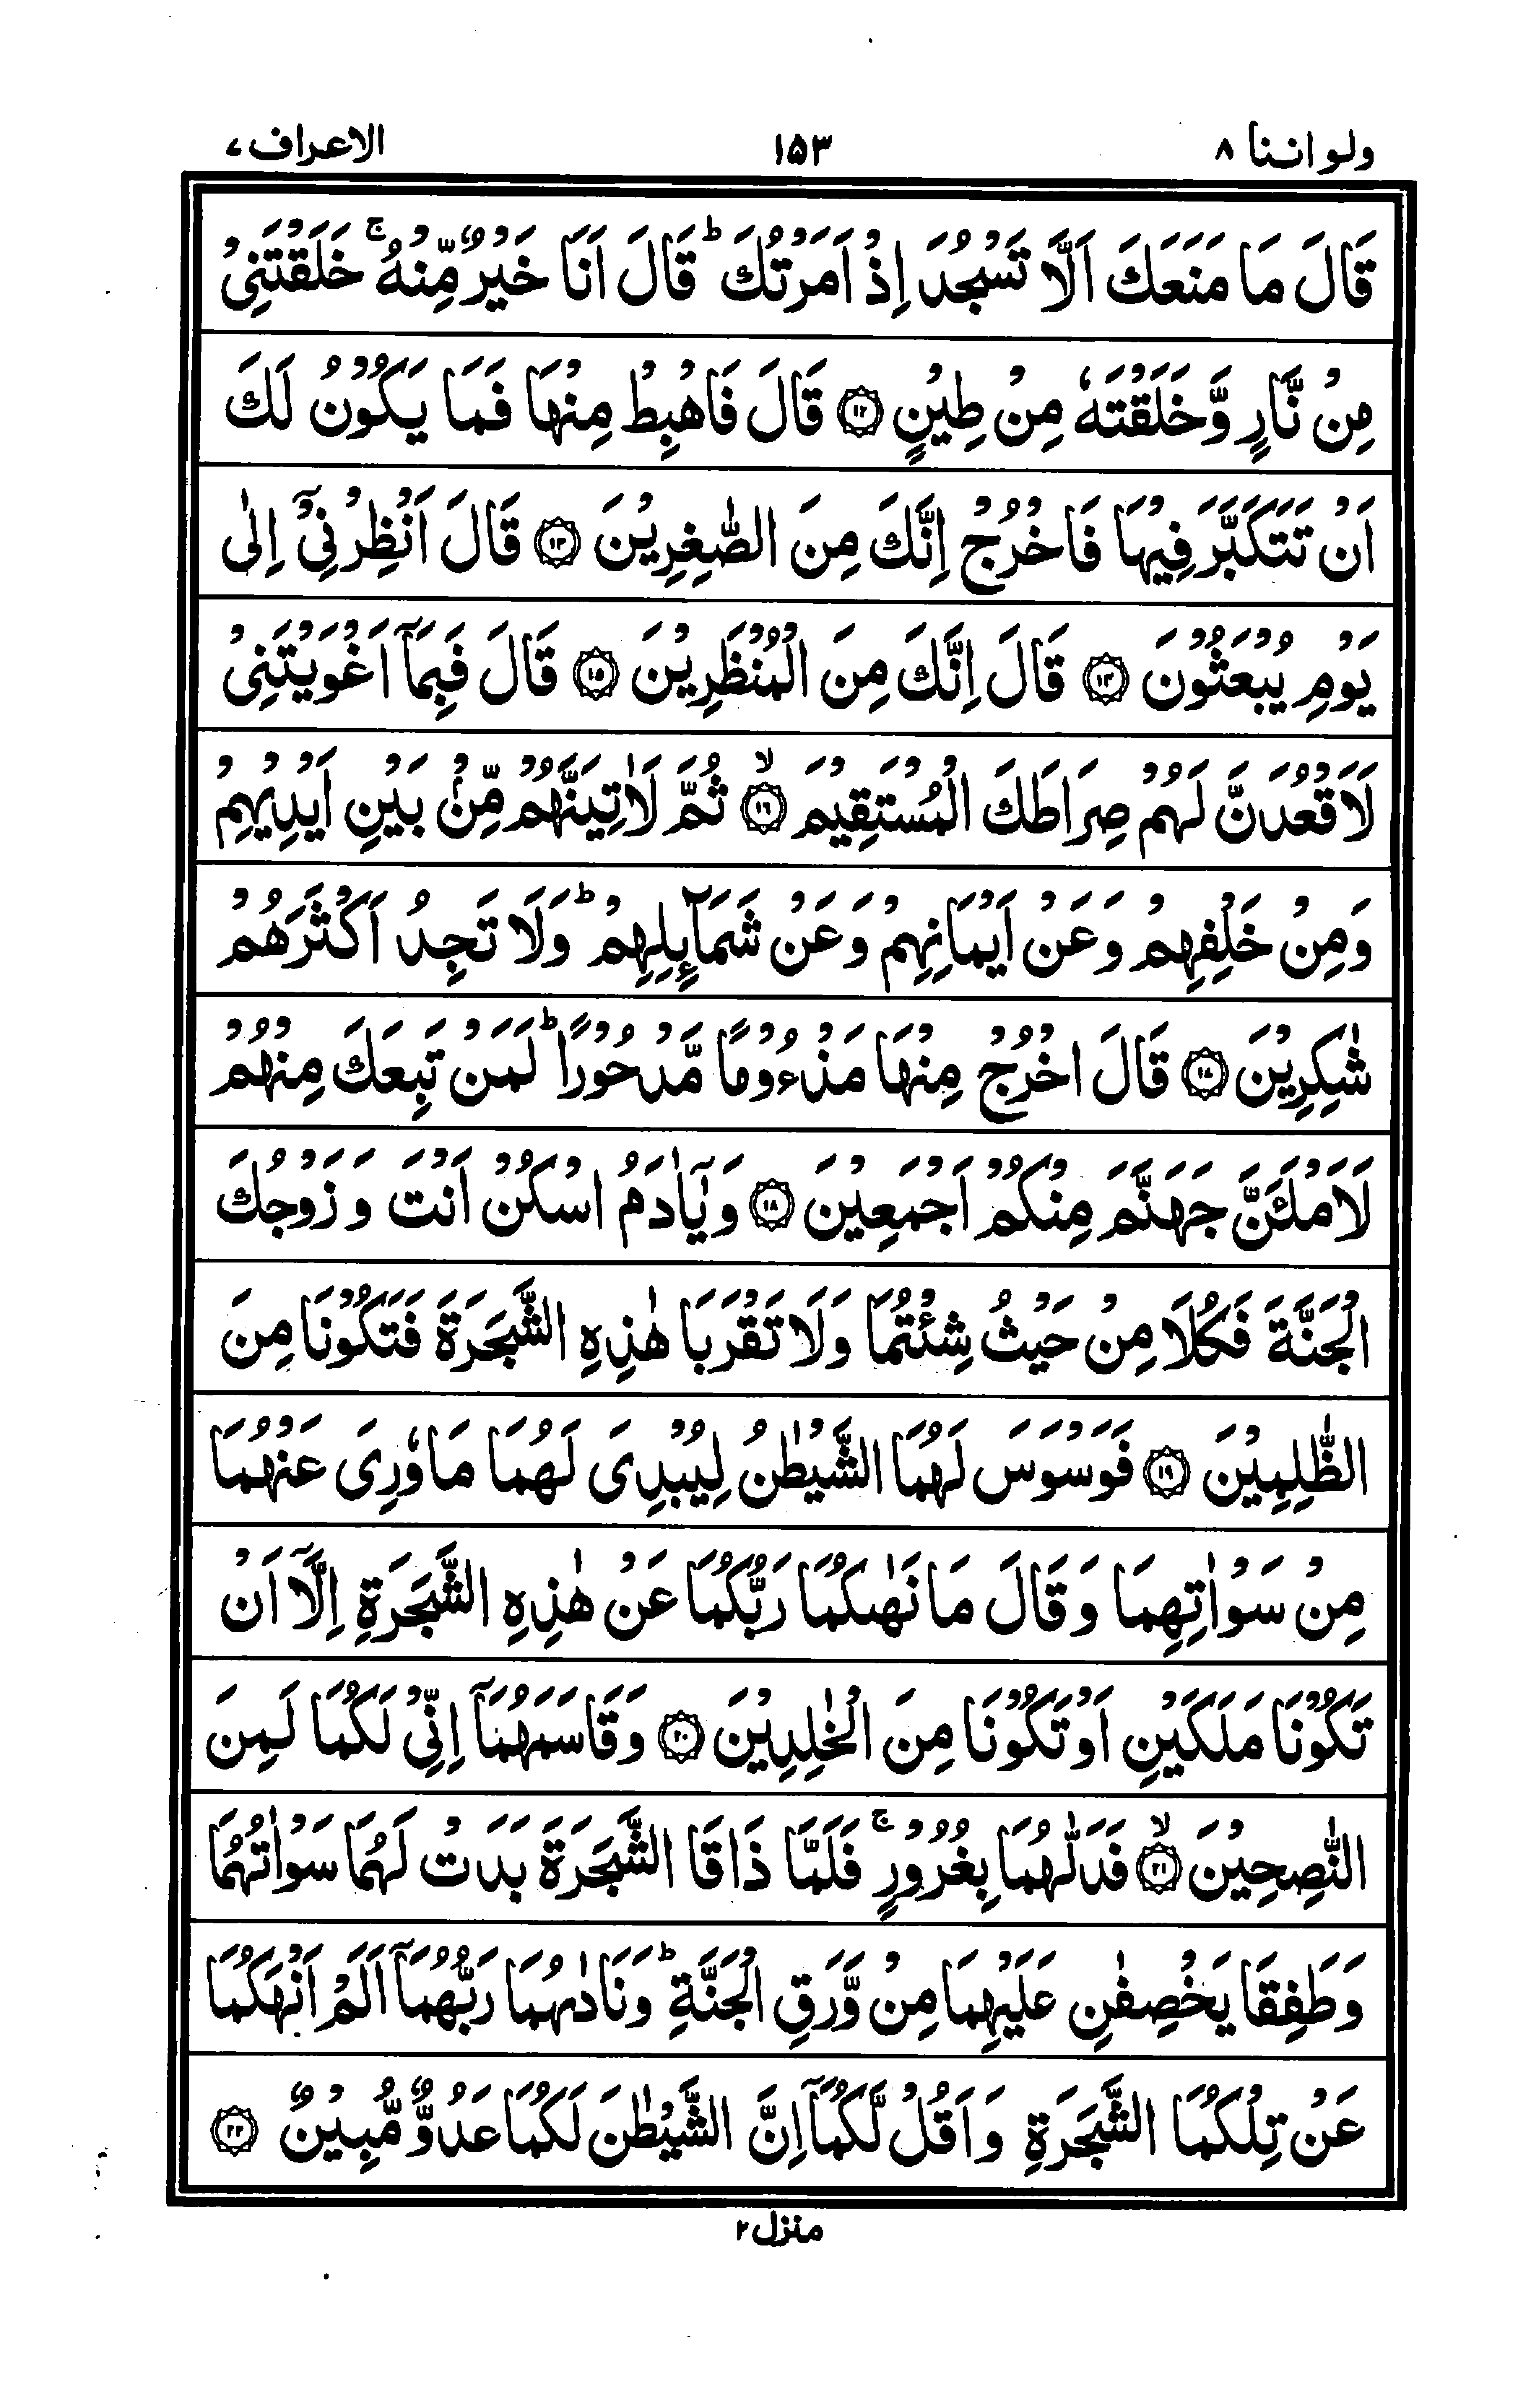 ولواننا ٨ ١٥٣ الاعراف ٧
قَالَ مَا مَنَعَكَ اَلَّا تَسْجُدَ اِذْ اَمَرْتُكَ ؕ قَالَ اَنَا خَيْرٌ مِّنْهُ ۚ خَلَقْتَنِيْ
مِنْ نَّارٍ وَّخَلَقْتَهٗ مِنْ طِيْنٍ ﴿١٢﴾ قَالَ فَاهْبِطْ مِنْهَا فَمَا يَكُوْنُ لَكَ
اَنْ تَتَكَبَّرَ فِيْهَا فَاخْرُجْ اِنَّكَ مِنَ الصّٰغِرِيْنَ ﴿١٣﴾ قَالَ اَنْظِرْنِيْٓ اِلٰى
يَوْمِ يُبْعَثُوْنَ ﴿١٤﴾ قَالَ اِنَّكَ مِنَ الْمُنْظَرِيْنَ ﴿١٥﴾ قَالَ فَبِمَآ اَغْوَيْتَنِيْ
لَاَقْعُدَنَّ لَهُمْ صِرَاطَكَ الْمُسْتَقِيْمَ ﴿١٦﴾ۙ ثُمَّ لَاٰتِيَنَّهُمْ مِّنْۢ بَيْنِ اَيْدِيْهِمْ
وَمِنْ خَلْفِهِمْ وَعَنْ اَيْمَانِهِمْ وَعَنْ شَمَآئِلِهِمْ ؕ وَلَا تَجِدُ اَكْثَرَهُمْ
شٰكِرِيْنَ ﴿١٧﴾ قَالَ اخْرُجْ مِنْهَا مَذْءُوْمًا مَّدْحُوْرًا ؕ لَمَنْ تَبِعَكَ مِنْهُمْ
لَاَمْلَئَنَّ جَهَنَّمَ مِنْكُمْ اَجْمَعِيْنَ ﴿١٨﴾ وَيٰٓاٰدَمُ اسْكُنْ اَنْتَ وَزَوْجُكَ
الْجَنَّةَ فَكُلَا مِنْ حَيْثُ شِئْتُمَا وَلَا تَقْرَبَا هٰذِهِ الشَّجَرَةَ فَتَكُوْنَا مِنَ
الظّٰلِمِيْنَ ﴿١٩﴾ فَوَسْوَسَ لَهُمَا الشَّيْطٰنُ لِيُبْدِيَ لَهُمَا مَا وٗرِيَ عَنْهُمَا
مِنْ سَوْاٰتِهِمَا وَقَالَ مَا نَهٰىكُمَا رَبُّكُمَا عَنْ هٰذِهِ الشَّجَرَةِ اِلَّآ اَنْ
تَكُوْنَا مَلَكَيْنِ اَوْ تَكُوْنَا مِنَ الْخٰلِدِيْنَ ﴿٢٠﴾ وَقَاسَمَهُمَآ اِنِّيْ لَكُمَا لَمِنَ
النّٰصِحِيْنَ ﴿٢١﴾ۙ فَدَلّٰىهُمَا بِغُرُوْرٍ ۚ فَلَمَّا ذَاقَا الشَّجَرَةَ بَدَتْ لَهُمَا سَوْاٰتُهُمَا
وَطَفِقَا يَخْصِفٰنِ عَلَيْهِمَا مِنْ وَّرَقِ الْجَنَّةِ ؕ وَنَادٰىهُمَا رَبُّهُمَآ اَلَمْ اَنْهَكُمَا
عَنْ تِلْكُمَا الشَّجَرَةِ وَاَقُلْ لَّكُمَآ اِنَّ الشَّيْطٰنَ لَكُمَا عَدُوٌّ مُّبِيْنٌ ﴿٢٢﴾
منزل ٢